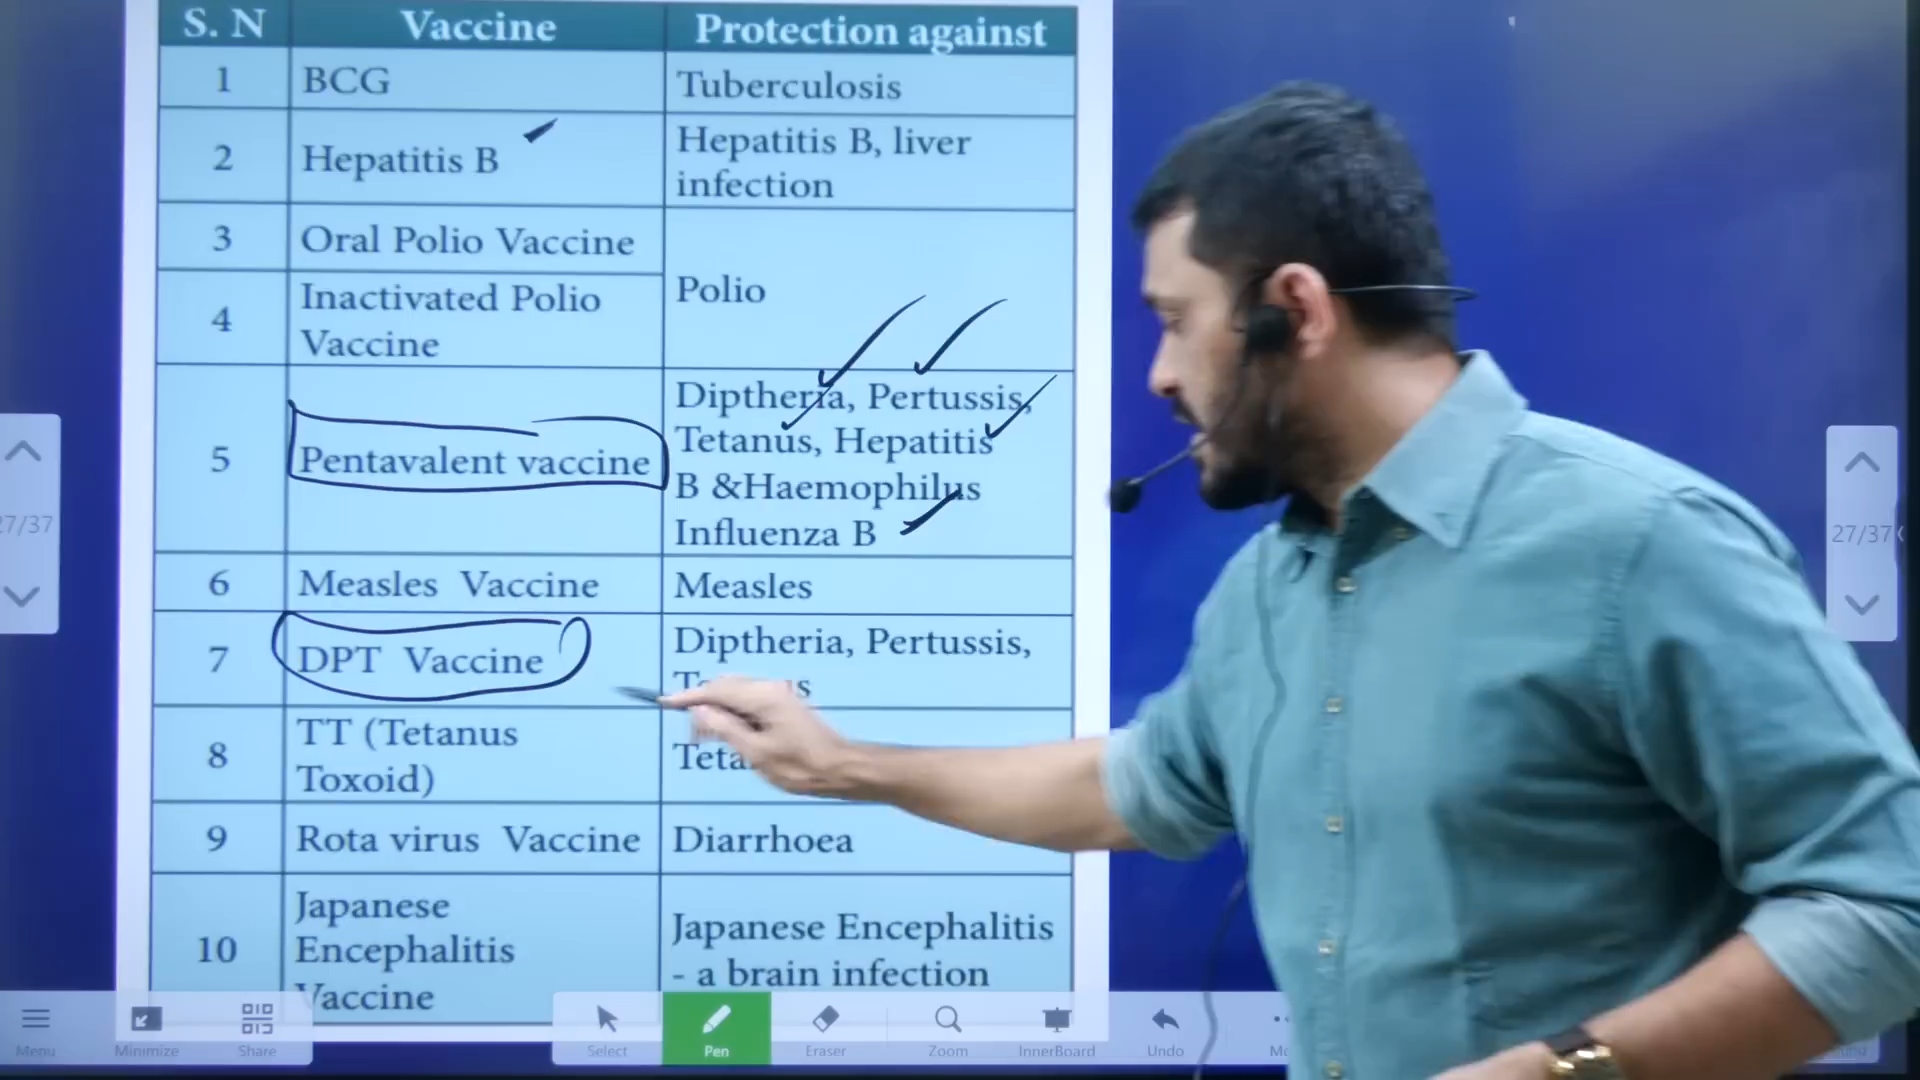 S. N Vaccine Protection against
1 BCG Tuberculosis
2 Hepatitis B Hepatitis B, liver
infection
3 Oral Polio Vaccine
Polio
4 Inactivated Polio
Vaccine
5 Pentavalent vaccine Diptheria, Pertussis,
Tetanus, Hepatitis
B &Haemophilus
Influenza B
6 Measles Vaccine Measles
7 DPT Vaccine Diptheria, Pertussis,
8 TT (Tetanus
Toxoid)
9 Rota virus Vaccine Diarrhoea
10 Japanese
Encephalitis
Vaccine
Japanese Encephalitis
- a brain infection
27/37
27/37
Menu Minimize Share Select Pen Eraser Zoom InnerBoard Undo